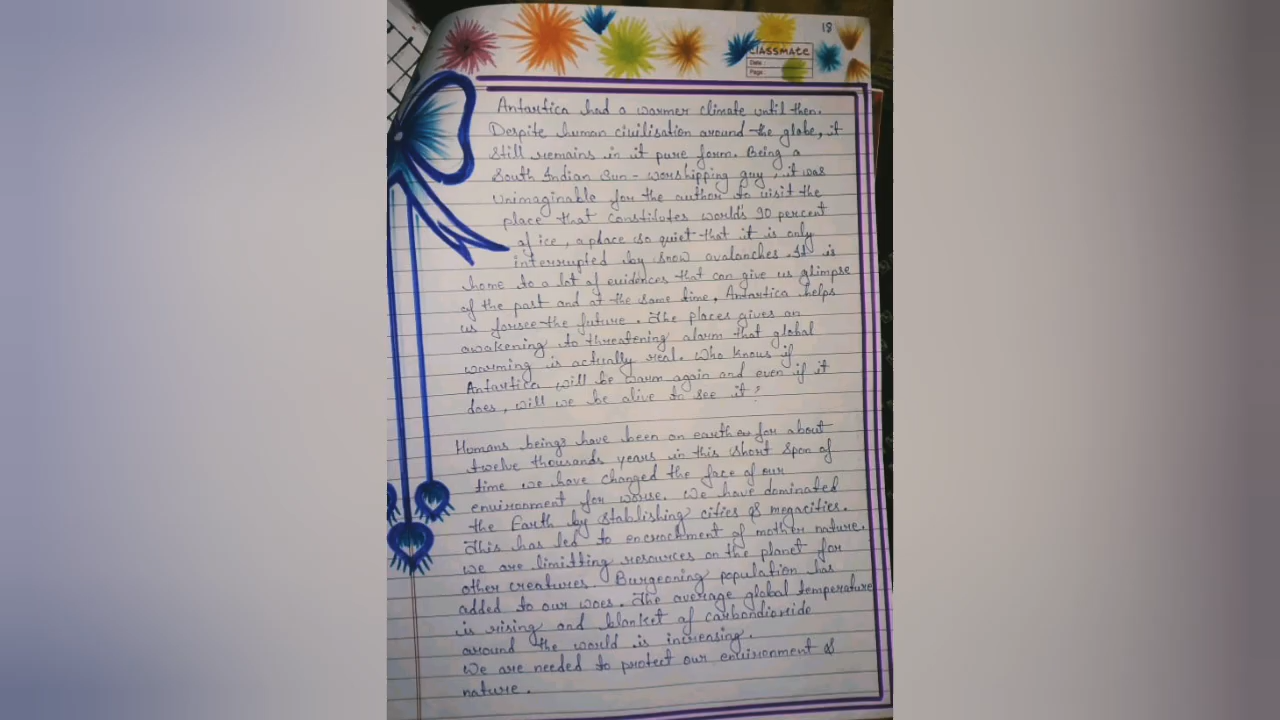 18
CLASSMATE
Date :
Page :
Antartica had a warmer climate until then.
Despite human civilisation around the globe, it
still remains in it pure form. Being a
South Indian Sun - worshipping guy, it was
unimaginable for the author to visit the
place that constitutes world's 90 percent
of ice, a place so quiet that it is only
interrupted by snow avalanches. It is
home to a lot of evidences that can give us glimpse
of the past and at the same time, Antartica helps
us forsee the future. The places gives an
awakening to threatening alarm that global
warming is actually real. Who knows if
Antartica will be warm again and even if it
does, will we be alive to see it?
Humans beings have been on earth for about
twelve thousands years in this short span of
time we have changed the face of our
environment for worse. We have dominated
the Earth by stablishing cities & megacities.
This has led to encrochment of mother nature.
We are limitting resources on the planet for
other creatures. Burgeoning population has
added to our woes. The average global temperature
is rising and blanket of carbondioxide
around the world is increasing.
We are needed to protect our environment &
nature.